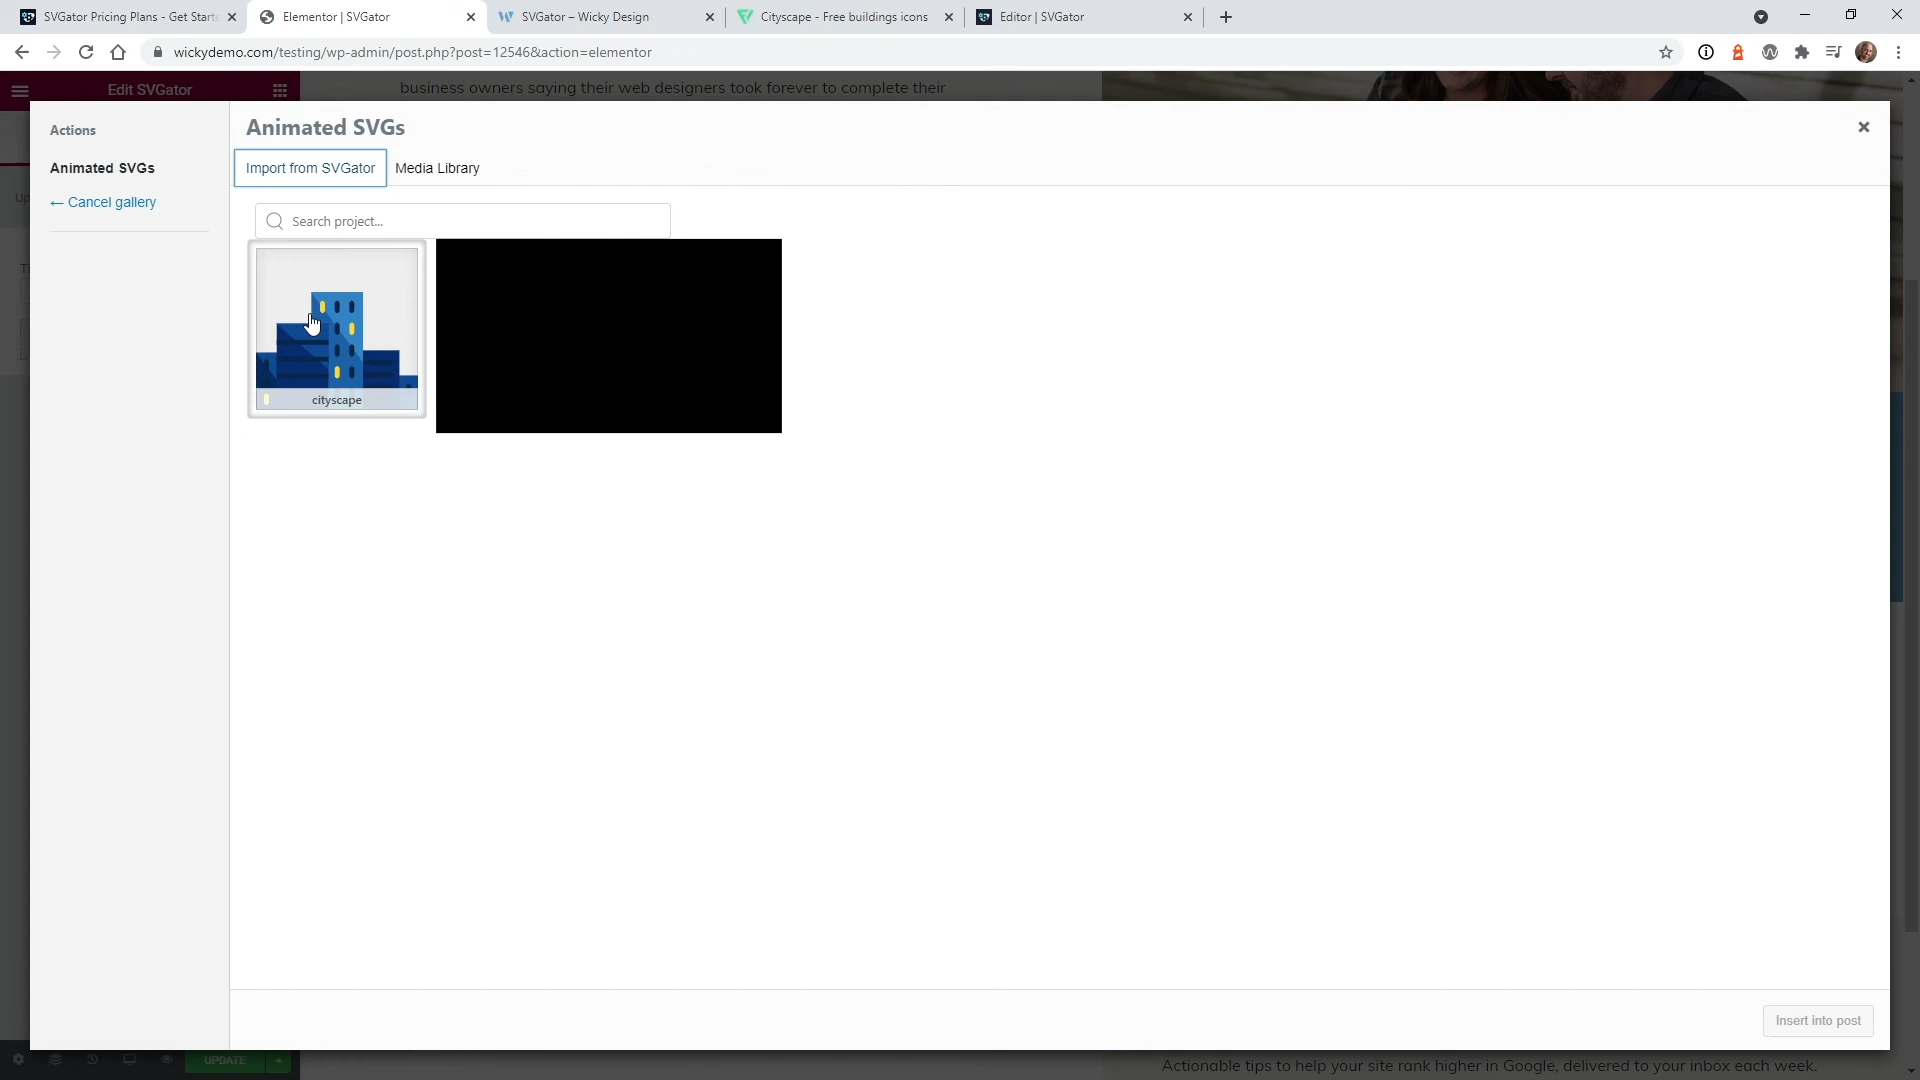 SVGator Pricing Plans - Get Start
Elementor | SVGator
SVGator – Wicky Design
Cityscape - Free buildings icons
Editor | SVGator
wickydemo.com/testing/wp-admin/post.php?post=12546&action=elementor
Edit SVGator
business owners saying their web designers took forever to complete their
Actions
Animated SVGs
Animated SVGs
← Cancel gallery
Import from SVGator
Media Library
Search project...
cityscape
Insert into post
UPDATE
Actionable tips to help your site rank higher in Google, delivered to your inbox each week.